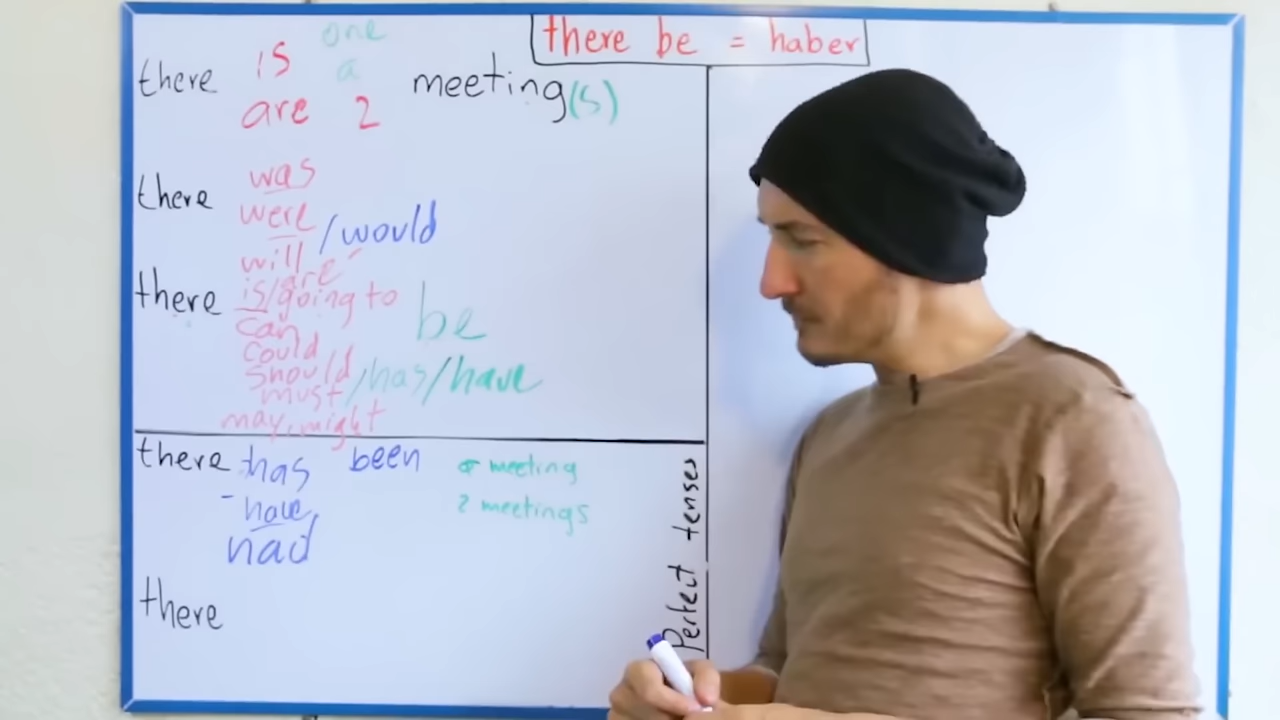 there be = haber
one
there is a meeting(s)
are 2
there was
were
will /would
there is/are going to be
can
could
should /has/have
must
may, might
there has been a meeting
have 2 meetings
had
there
Perfect tenses